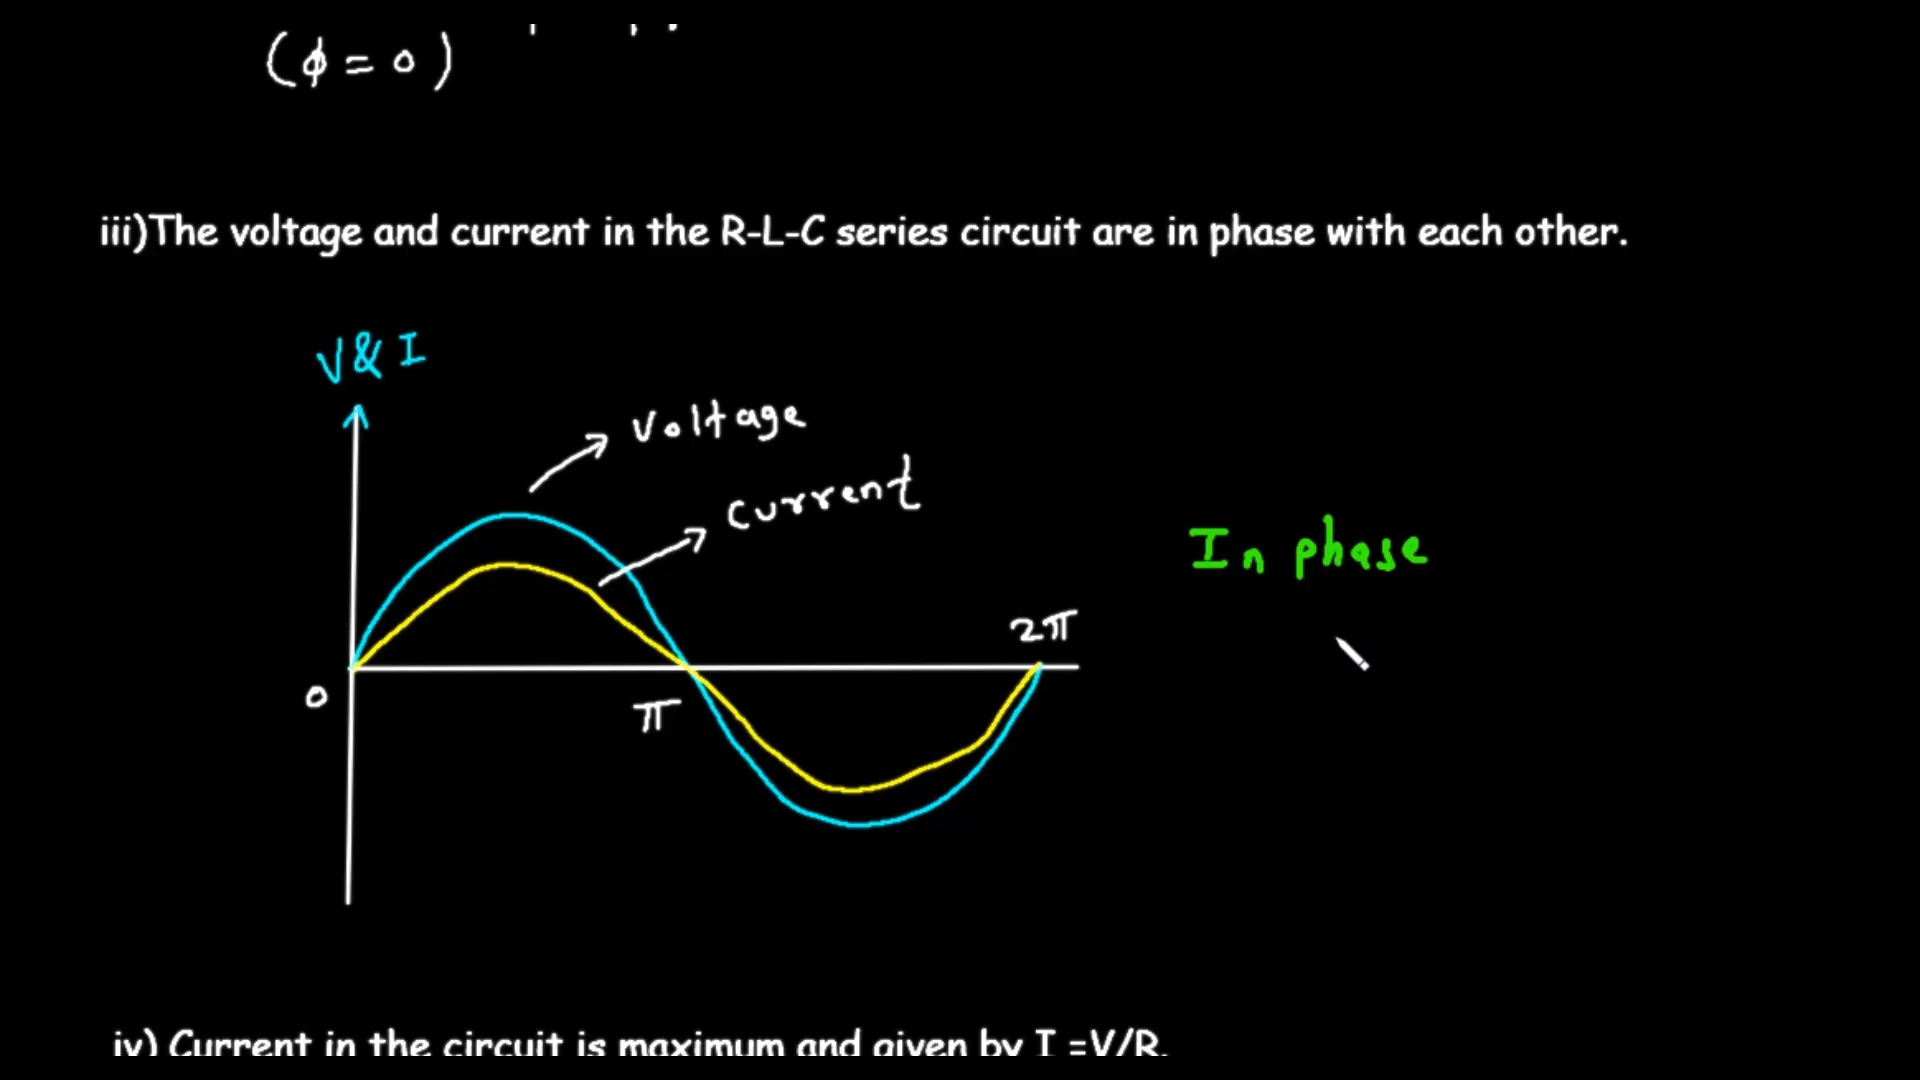 (ϕ = 0)
iii)The voltage and current in the R-L-C series circuit are in phase with each other.
V & I
Voltage
Current
In phase
2π
0
π
iv) Current in the circuit is maximum and given by I =V/R.